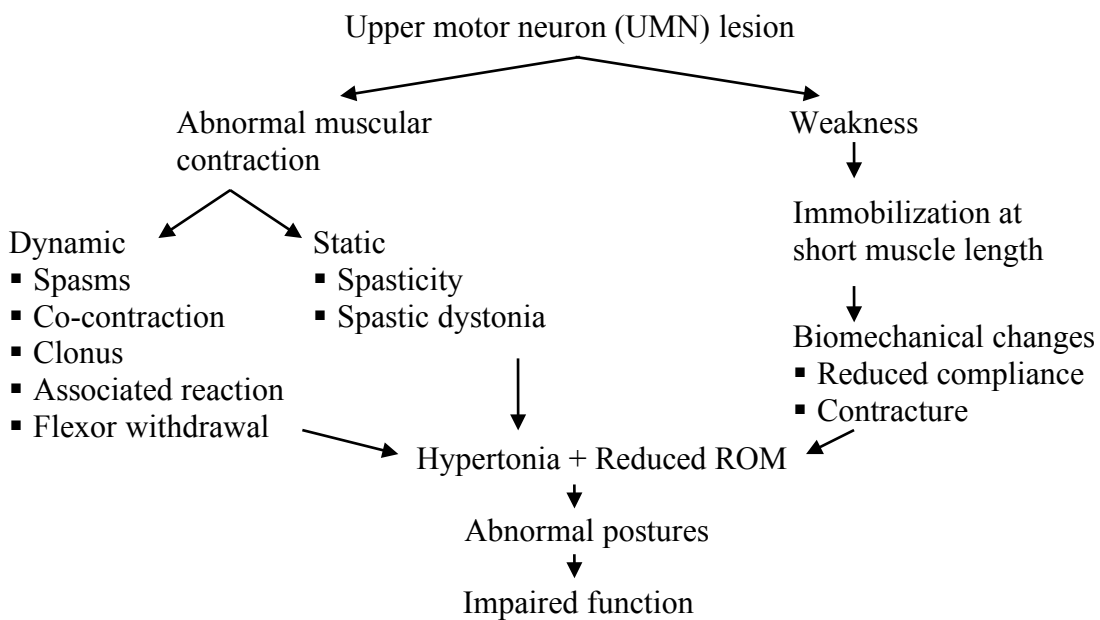 Upper motor neuron (UMN) lesion
Abnormal muscular
contraction
Weakness
Dynamic
▪ Spasms
▪ Co-contraction
▪ Clonus
▪ Associated reaction
▪ Flexor withdrawal
Static
▪ Spasticity
▪ Spastic dystonia
Immobilization at
short muscle length
Biomechanical changes
▪ Reduced compliance
▪ Contracture
Hypertonia + Reduced ROM
Abnormal postures
Impaired function